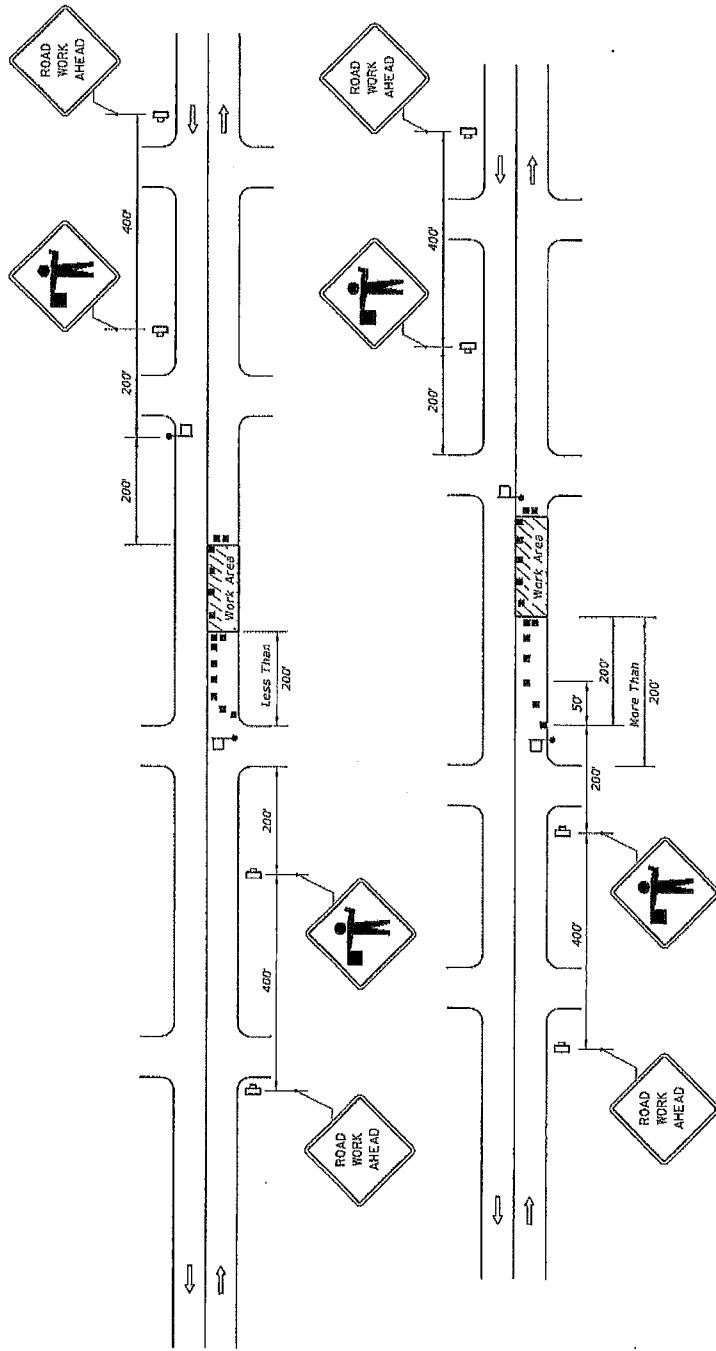 ROAD
WORK
AHEAD
400'
200'
200'
Work Area
Less Than
200'
200'
400'
ROAD
WORK
AHEAD
ROAD
WORK
AHEAD
400'
200'
Work Area
200'
50'
More Than
200'
200'
400'
ROAD
WORK
AHEAD